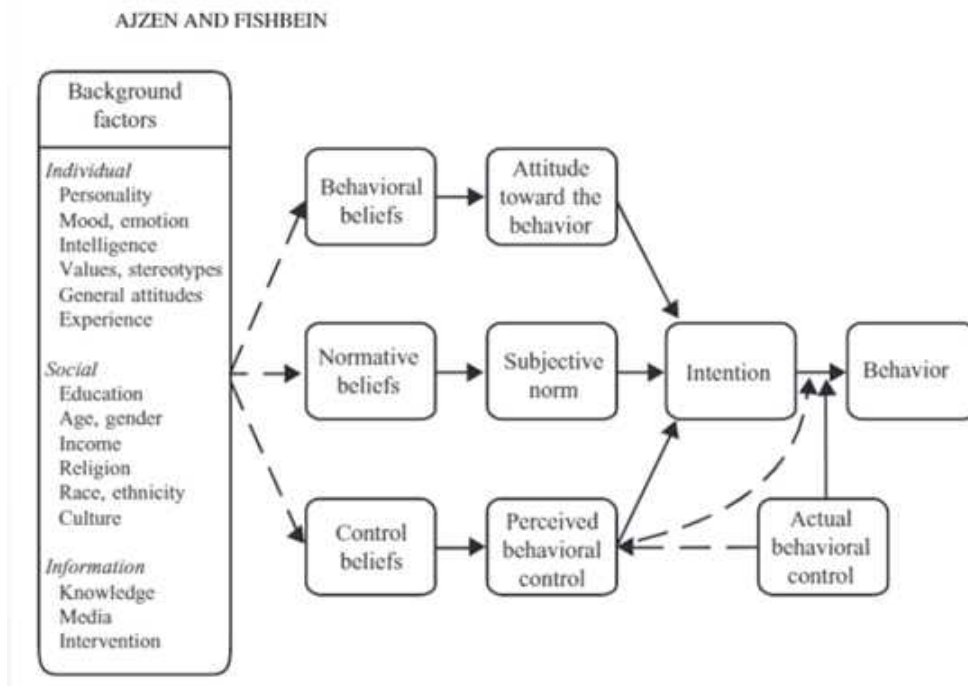 AJZEN AND FISHBEIN
Background
factors
Individual
Personality
Mood, emotion
Intelligence
Values, stereotypes
General attitudes
Experience
Social
Education
Age, gender
Income
Religion
Race, ethnicity
Culture
Information
Knowledge
Media
Intervention
Behavioral
beliefs
Attitude
toward the
behavior
Normative
beliefs
Subjective
norm
Intention
Behavior
Control
beliefs
Perceived
behavioral
control
Actual
behavioral
control